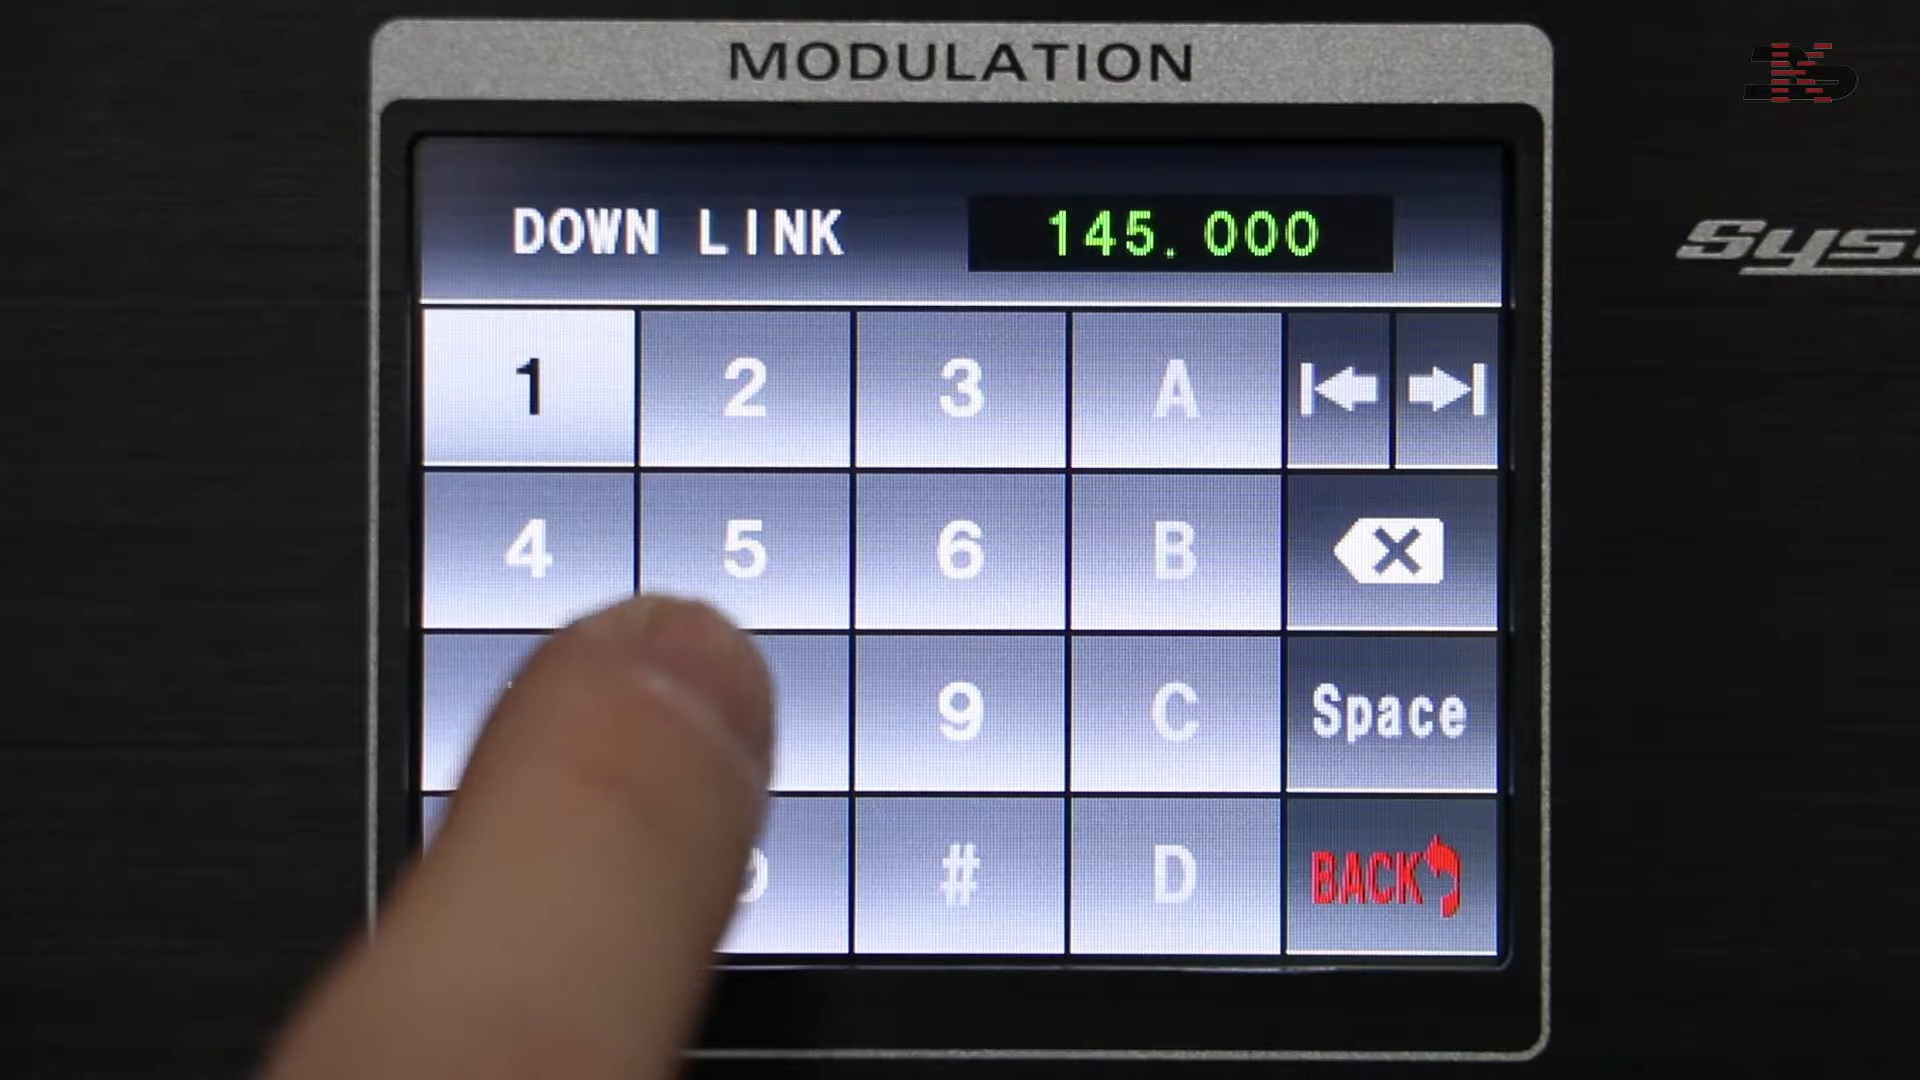 MODULATION
DOWN LINK 145.000
1 2 3 A
4 5 6 B
9 C Space
# D BACK